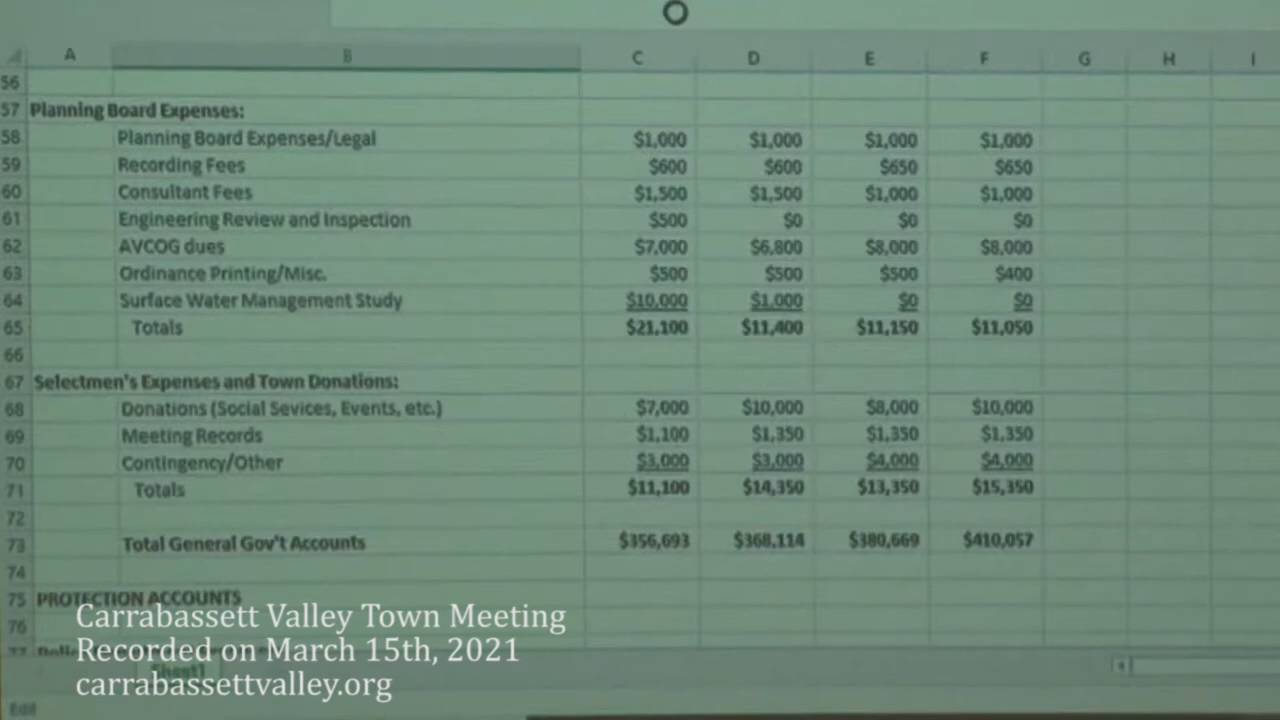 A B C D E F G H I
56
57 Planning Board Expenses:
58 Planning Board Expenses/Legal $1,000 $1,000 $1,000 $1,000
59 Recording Fees $600 $600 $650 $650
60 Consultant Fees $1,500 $1,500 $1,000 $1,000
61 Engineering Review and Inspection $500 $0 $0 $0
62 AVCOG dues $7,000 $6,800 $8,000 $8,000
63 Ordinance Printing/Misc. $500 $500 $500 $400
64 Surface Water Management Study $10,000 $1,000 $0 $0
65 Totals $21,100 $11,400 $11,150 $11,050
66
67 Selectmen's Expenses and Town Donations:
68 Donations (Social Sevices, Events, etc.) $7,000 $10,000 $8,000 $10,000
69 Meeting Records $1,100 $1,350 $1,350 $1,350
70 Contingency/Other $3,000 $3,000 $4,000 $4,000
71 Totals $11,100 $14,350 $13,350 $15,350
72
73 Total General Gov't Accounts $356,693 $368,114 $380,669 $410,057
74
75 PROTECTION ACCOUNTS
76
77
Carrabassett Valley Town Meeting
Recorded on March 15th, 2021
Sheet1
carrabassettvalley.org
Edit